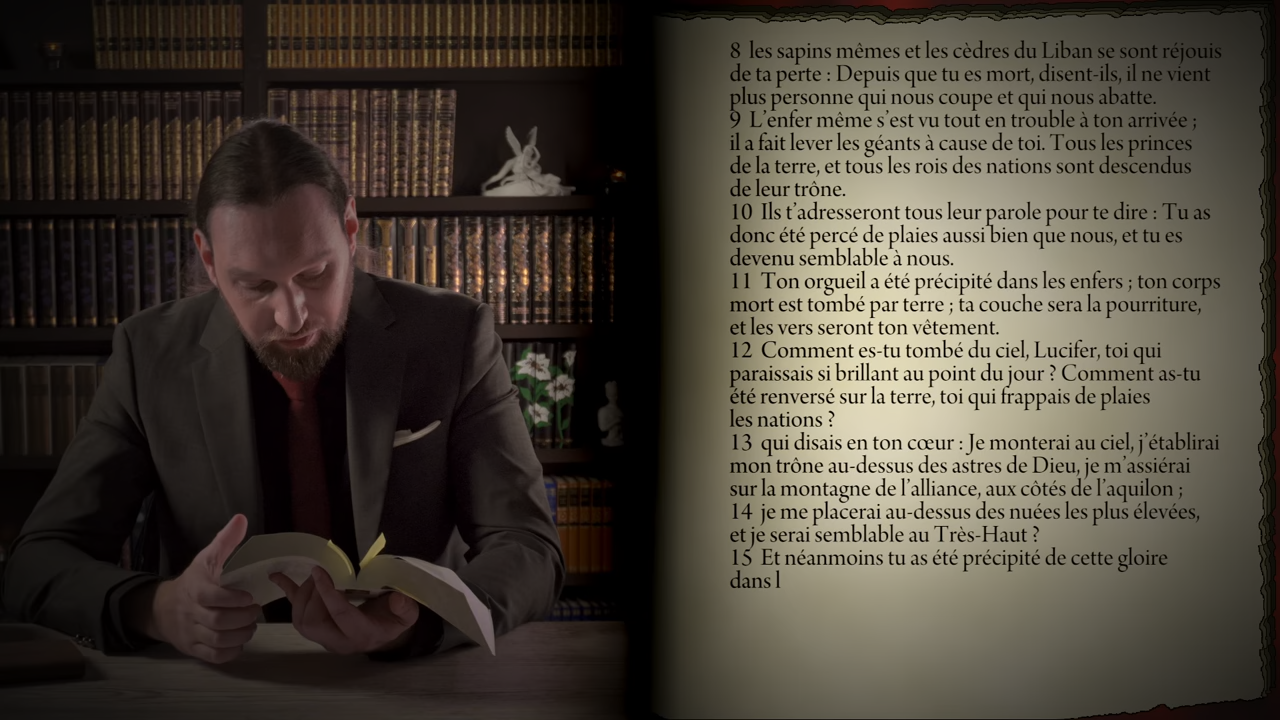 8 les sapins mêmes et les cèdres du Liban se sont réjouis
de ta perte : Depuis que tu es mort, disent-ils, il ne vient
plus personne qui nous coupe et qui nous abatte.
9 L'enfer même s'est vu tout en trouble à ton arrivée ;
il a fait lever les géants à cause de toi. Tous les princes
de la terre, et tous les rois des nations sont descendus
de leur trône.
10 Ils t'adresseront tous leur parole pour te dire : Tu as
donc été percé de plaies aussi bien que nous, et tu es
devenu semblable à nous.
11 Ton orgueil a été précipité dans les enfers ; ton corps
mort est tombé par terre ; ta couche sera la pourriture,
et les vers seront ton vêtement.
12 Comment es-tu tombé du ciel, Lucifer, toi qui
paraissais si brillant au point du jour ? Comment as-tu
été renversé sur la terre, toi qui frappais de plaies
les nations ?
13 qui disais en ton cœur : Je monterai au ciel, j'établirai
mon trône au-dessus des astres de Dieu, je m'assiérai
sur la montagne de l'alliance, aux côtés de l'aquilon ;
14 je me placerai au-dessus des nuées les plus élevées,
et je serai semblable au Très-Haut ?
15 Et néanmoins tu as été précipité de cette gloire
dans l